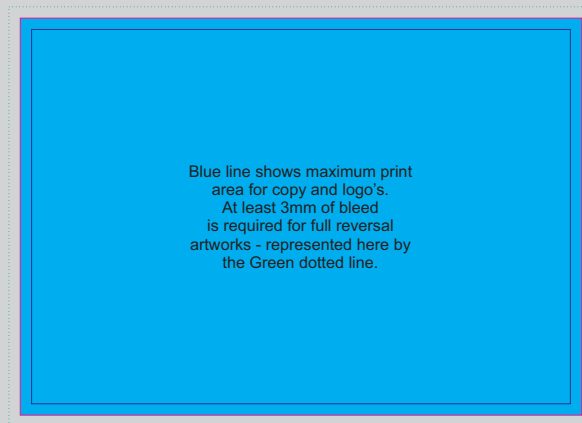 Blue line shows maximum print
area for copy and logo's.
At least 3mm of bleed
is required for full reversal
artworks - represented here by
the Green dotted line.